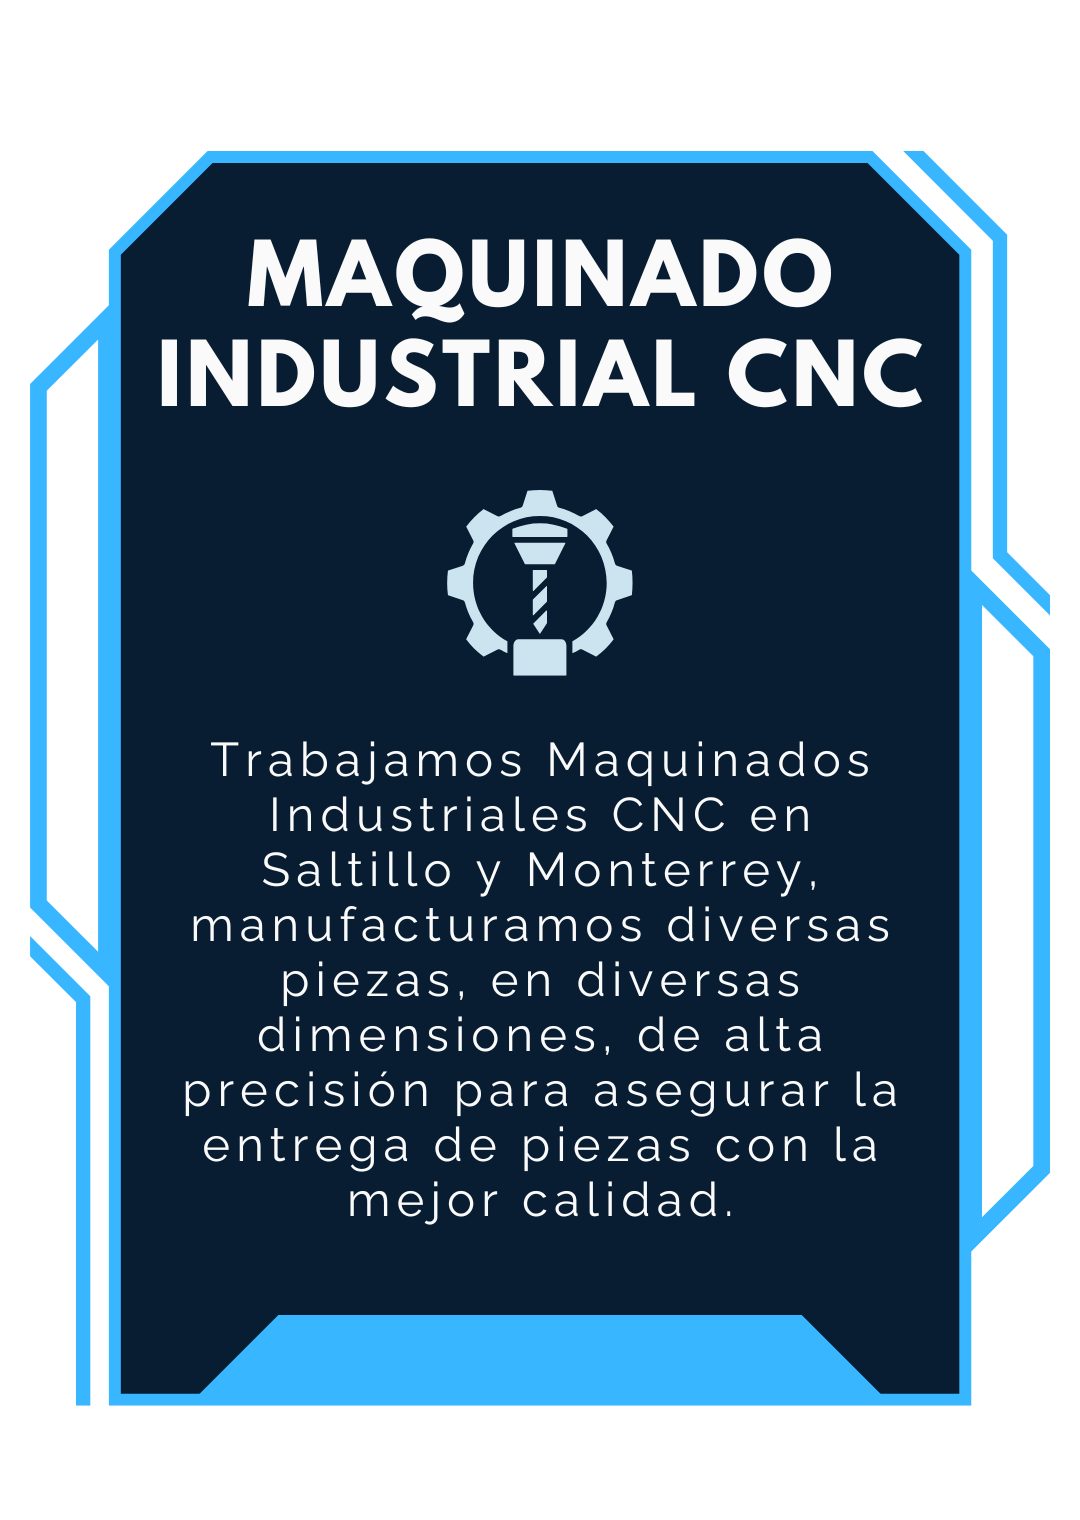 MAQUINADO
INDUSTRIAL CNC
Trabajamos Maquinados
Industriales CNC en
Saltillo y Monterrey,
manufacturamos diversas
piezas, en diversas
dimensiones, de alta
precisión para asegurar la
entrega de piezas con la
mejor calidad.